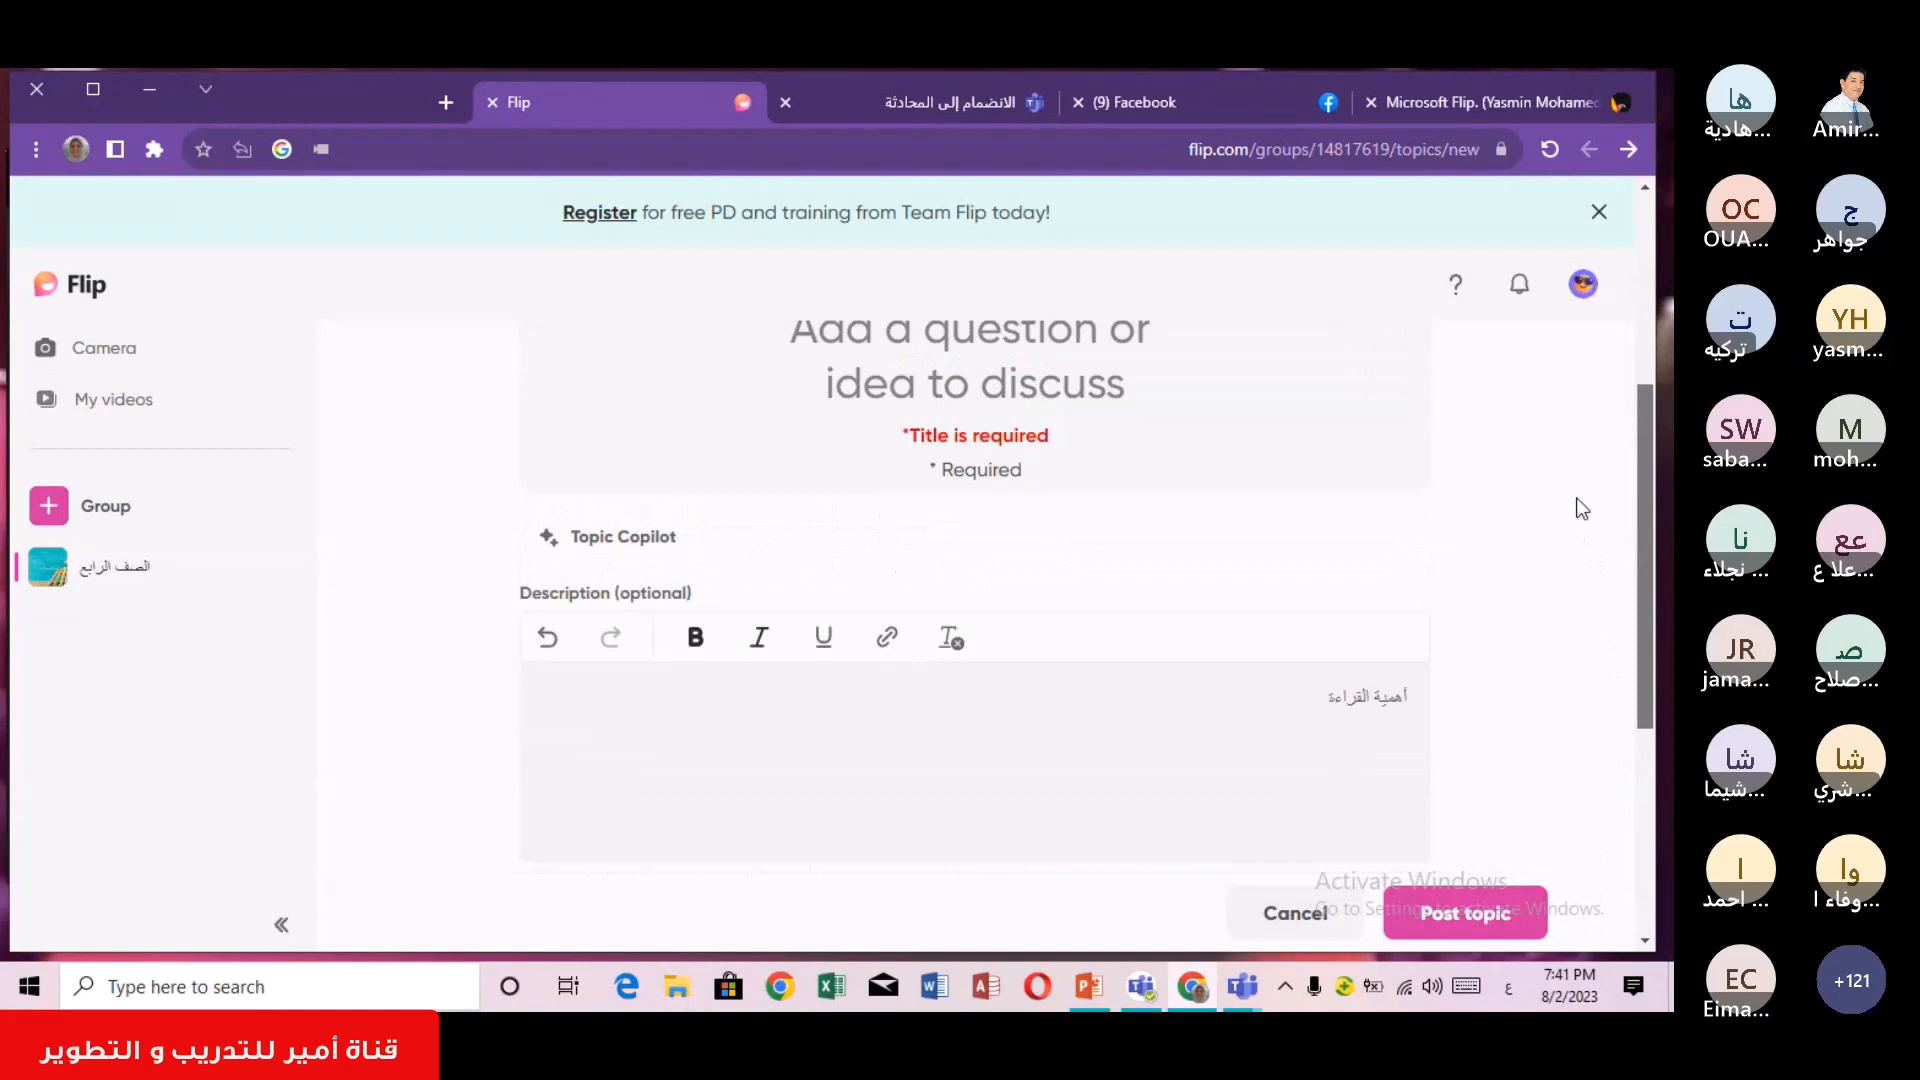 Flip
الانضمام إلى المحادثة
(9) Facebook
Microsoft Flip. (Yasmin Mohamed
flip.com/groups/14817619/topics/new
Register for free PD and training from Team Flip today!
Flip
Camera
My videos
Group
الصف الرابع
Add a question or
idea to discuss
*Title is required
* Required
Topic Copilot
Description (optional)
B I U
أهمية القراءة
Activate Windows
Go to Settings to activate Windows.
Cancel
Post topic
Type here to search
ع
7:41 PM
8/2/2023
قناة أمير للتدريب و التطوير
ها
هادية...
Amir...
OC
OUA...
ج
جواهر
ت
تركيه
YH
yasm...
SW
saba...
M
moh...
نا
نجلاء ...
عع
علا ع...
JR
jama...
ص
صلاح...
شا
شيما...
شا
شري...
ا
احمد ...
وا
وفاء ا...
EC
Eima...
+121